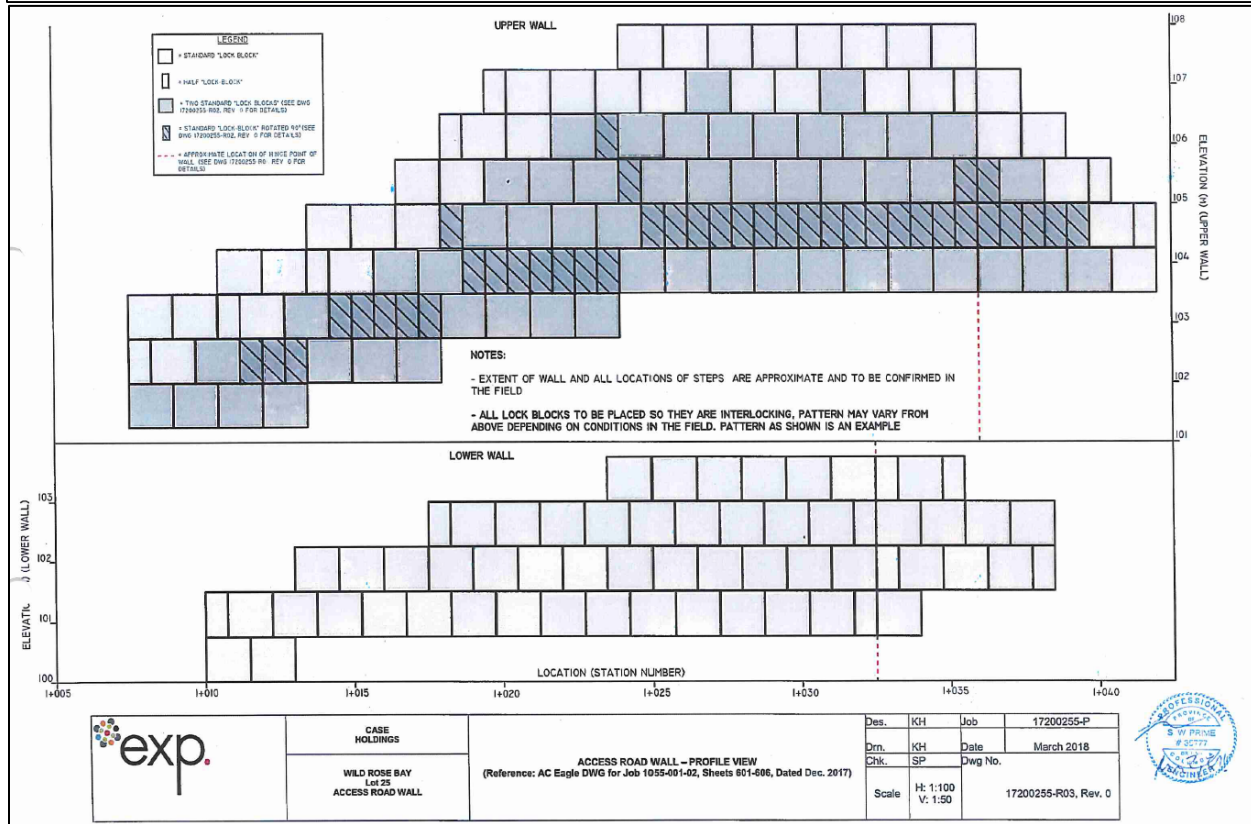 UPPER WALL
LEGEND
= STANDARD "LOCK BLOCK"
= HALF "LOCK-BLOCK"
= TWO STANDARD "LOCK BLOCKS" (SEE DWG
17200255-R02, REV 0 FOR DETAILS)
= STANDARD "LOCK-BLOCK" ROTATED 90° (SEE
DWG 17200255-R02, REV 0 FOR DETAILS)
= APPROXIMATE LOCATION OF HINGE POINT OF
WALL (SEE DWG 17200255 REV 0 FOR
DETAILS)
108
107
106
105
104
103
102
101
ELEVATION (m) (UPPER WALL)
NOTES:
- EXTENT OF WALL AND ALL LOCATIONS OF STEPS ARE APPROXIMATE AND TO BE CONFIRMED IN
THE FIELD
- ALL LOCK BLOCKS TO BE PLACED SO THEY ARE INTERLOCKING, PATTERN MAY VARY FROM
ABOVE DEPENDING ON CONDITIONS IN THE FIELD. PATTERN AS SHOWN IS AN EXAMPLE
LOWER WALL
103
102
101
100
(LOWER WALL)
LOCATION (STATION NUMBER)
1+005
1+010
1+015
1+020
1+025
1+030
1+035
1+040
exp.
CASE
HOLDINGS
WILD ROSE BAY
Lot 25
ACCESS ROAD WALL
ACCESS ROAD WALL – PROFILE VIEW
(Reference: AC Eagle DWG for Job 1055-001-02, Sheets 601-606, Dated Dec. 2017)
Des. KH Job 17200255-P
Drn. KH Date March 2018
Chk. SP Dwg No.
Scale H: 1:100
V: 1:50
17200255-R03, Rev. 0
PROFESSIONAL
PROVINCE
OF
S W PRIME
ENGINEER